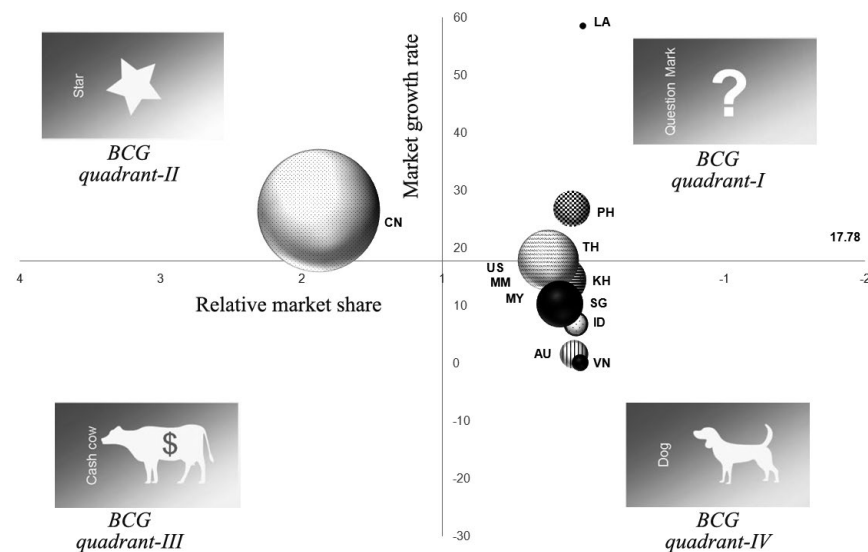 60
LA
50
40
30
20
10
0
-10
-20
-30
Market growth rate
Star
BCG
quadrant-II
Question Mark
?
BCG
quadrant-I
CN
PH
TH
17.78
4
3
2
1
-1
-2
US
MM
MY
KH
SG
ID
AU
VN
Relative market share
Cash cow
$
BCG
quadrant-III
Dog
BCG
quadrant-IV